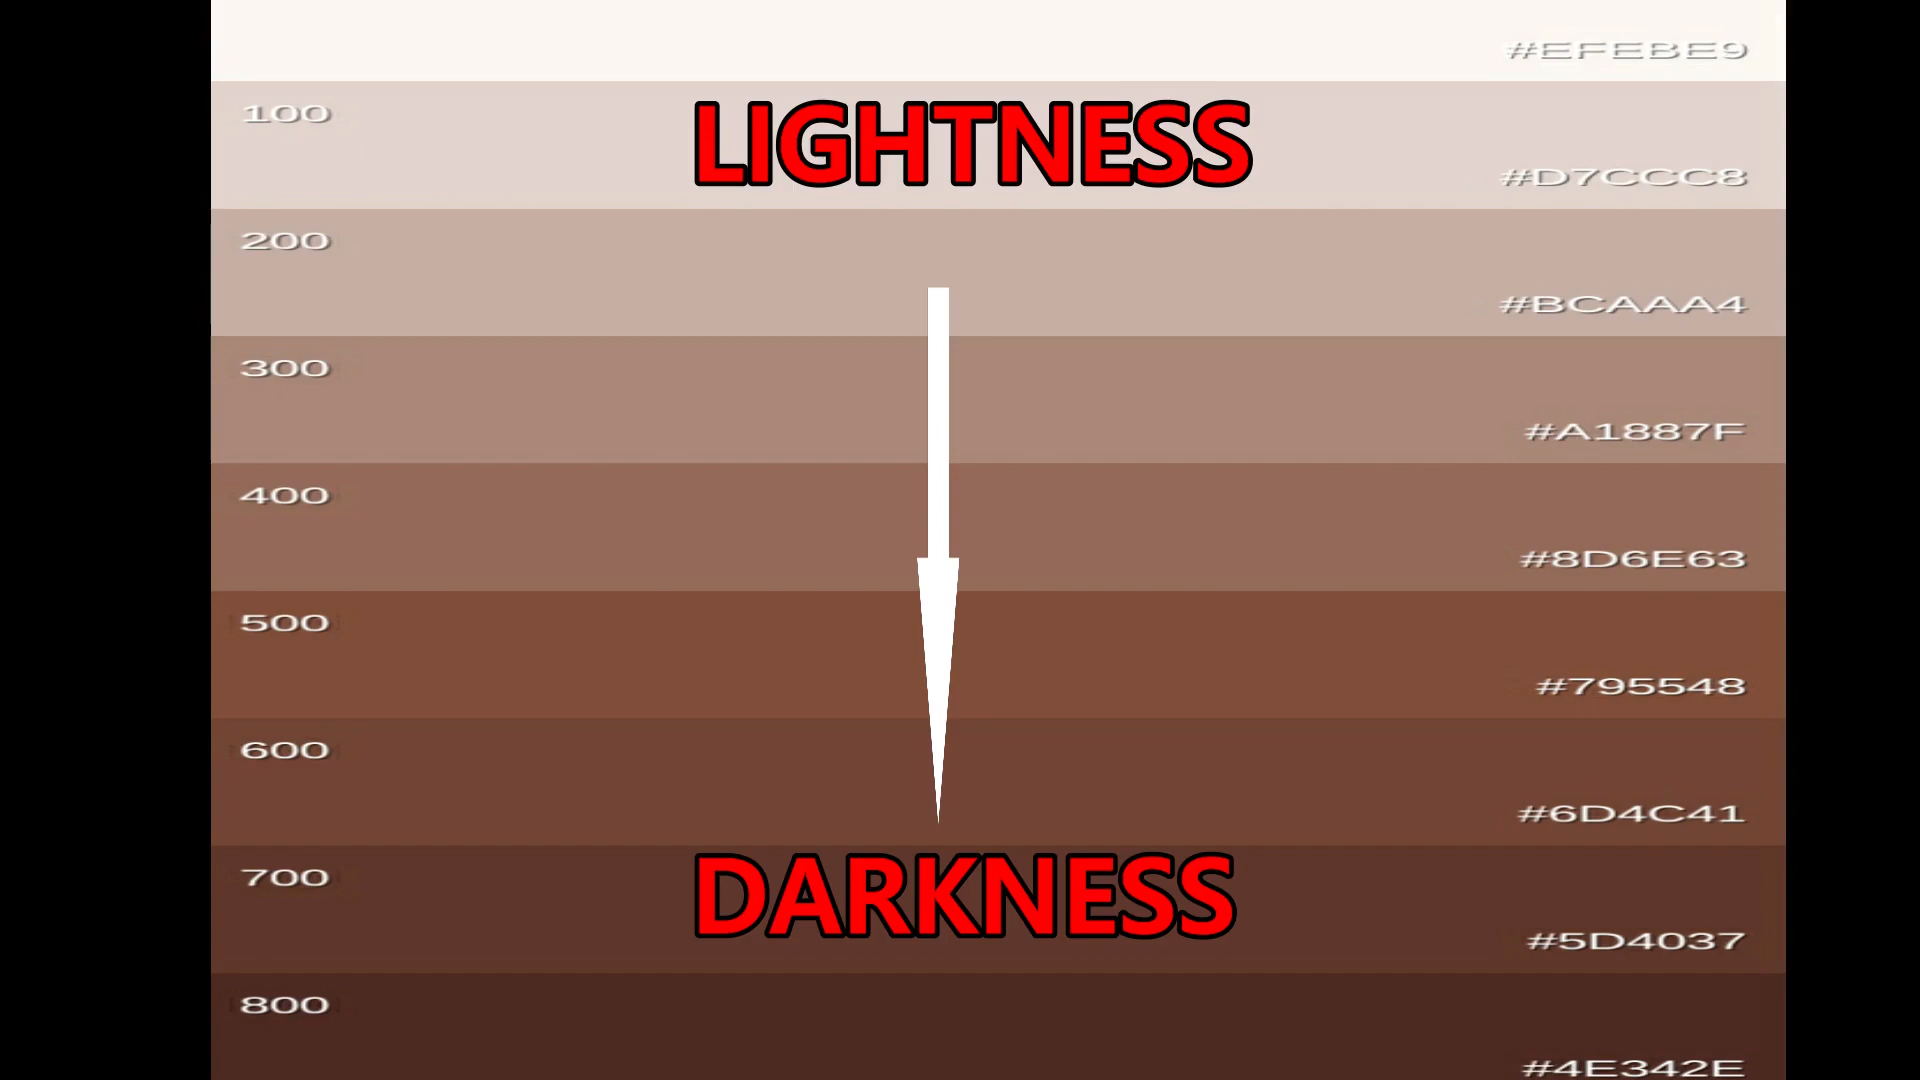 #EFEBE9
100
LIGHTNESS
#D7CCC8
200
#BCAAA4
300
#A1887F
400
#8D6E63
500
#795548
600
#6D4C41
700
DARKNESS
#5D4037
800
#4E342E